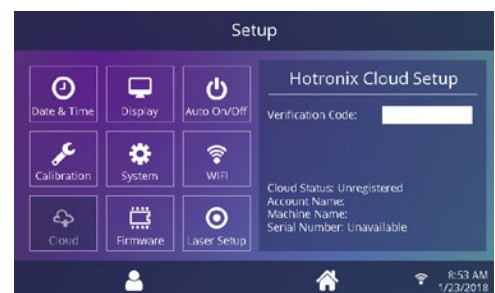 Setup
Date & Time
Display
Auto On/Off
Calibration
System
WIFI
Cloud
Firmware
Laser Setup
Hotronix Cloud Setup
Verification Code:
Cloud Status: Unregistered
Account Name:
Machine Name:
Serial Number: Unavailable
8:53 AM
1/23/2018